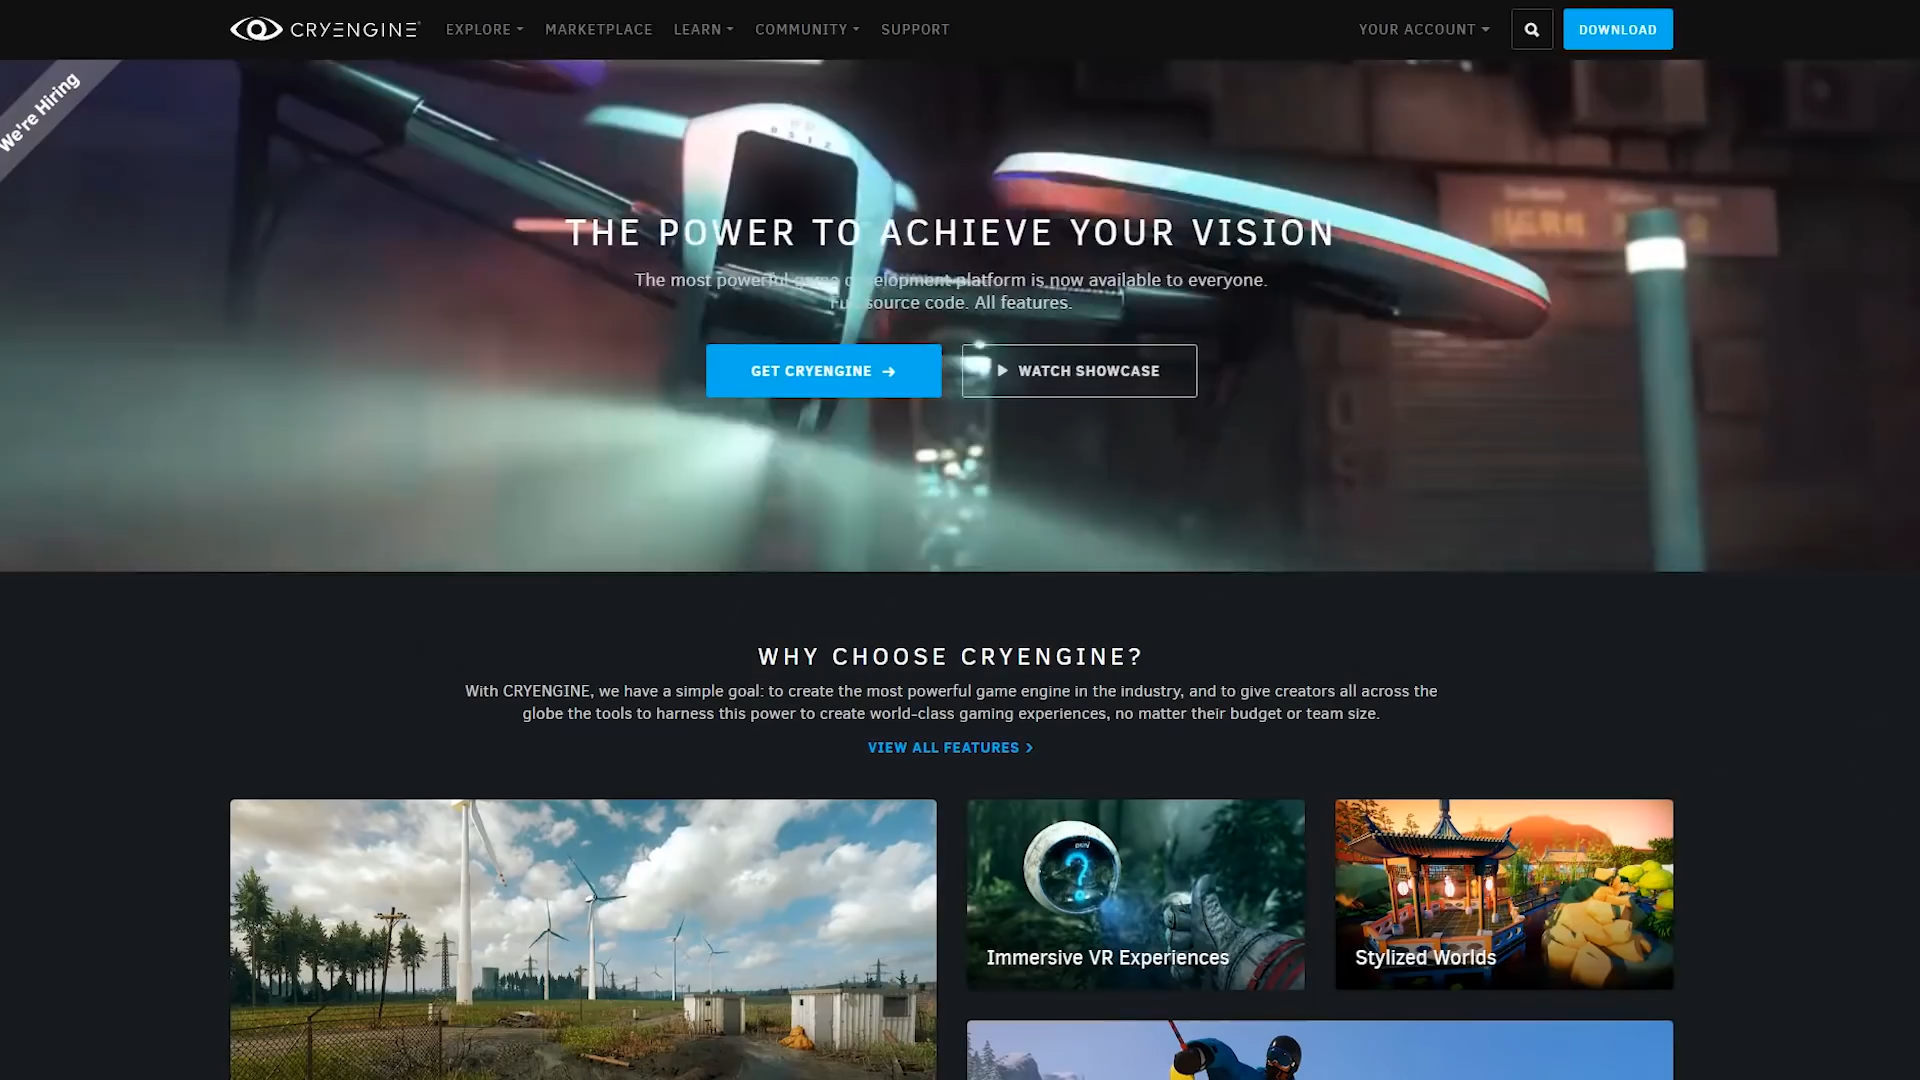 CRYENGINE
EXPLORE
MARKETPLACE
LEARN
COMMUNITY
SUPPORT
YOUR ACCOUNT
DOWNLOAD
We're Hiring
THE POWER TO ACHIEVE YOUR VISION
The most powerful game development platform is now available to everyone.
Full source code. All features.
GET CRYENGINE
WATCH SHOWCASE
WHY CHOOSE CRYENGINE?
With CRYENGINE, we have a simple goal: to create the most powerful game engine in the industry, and to give creators all across the
globe the tools to harness this power to create world-class gaming experiences, no matter their budget or team size.
VIEW ALL FEATURES
?
Immersive VR Experiences
Stylized Worlds